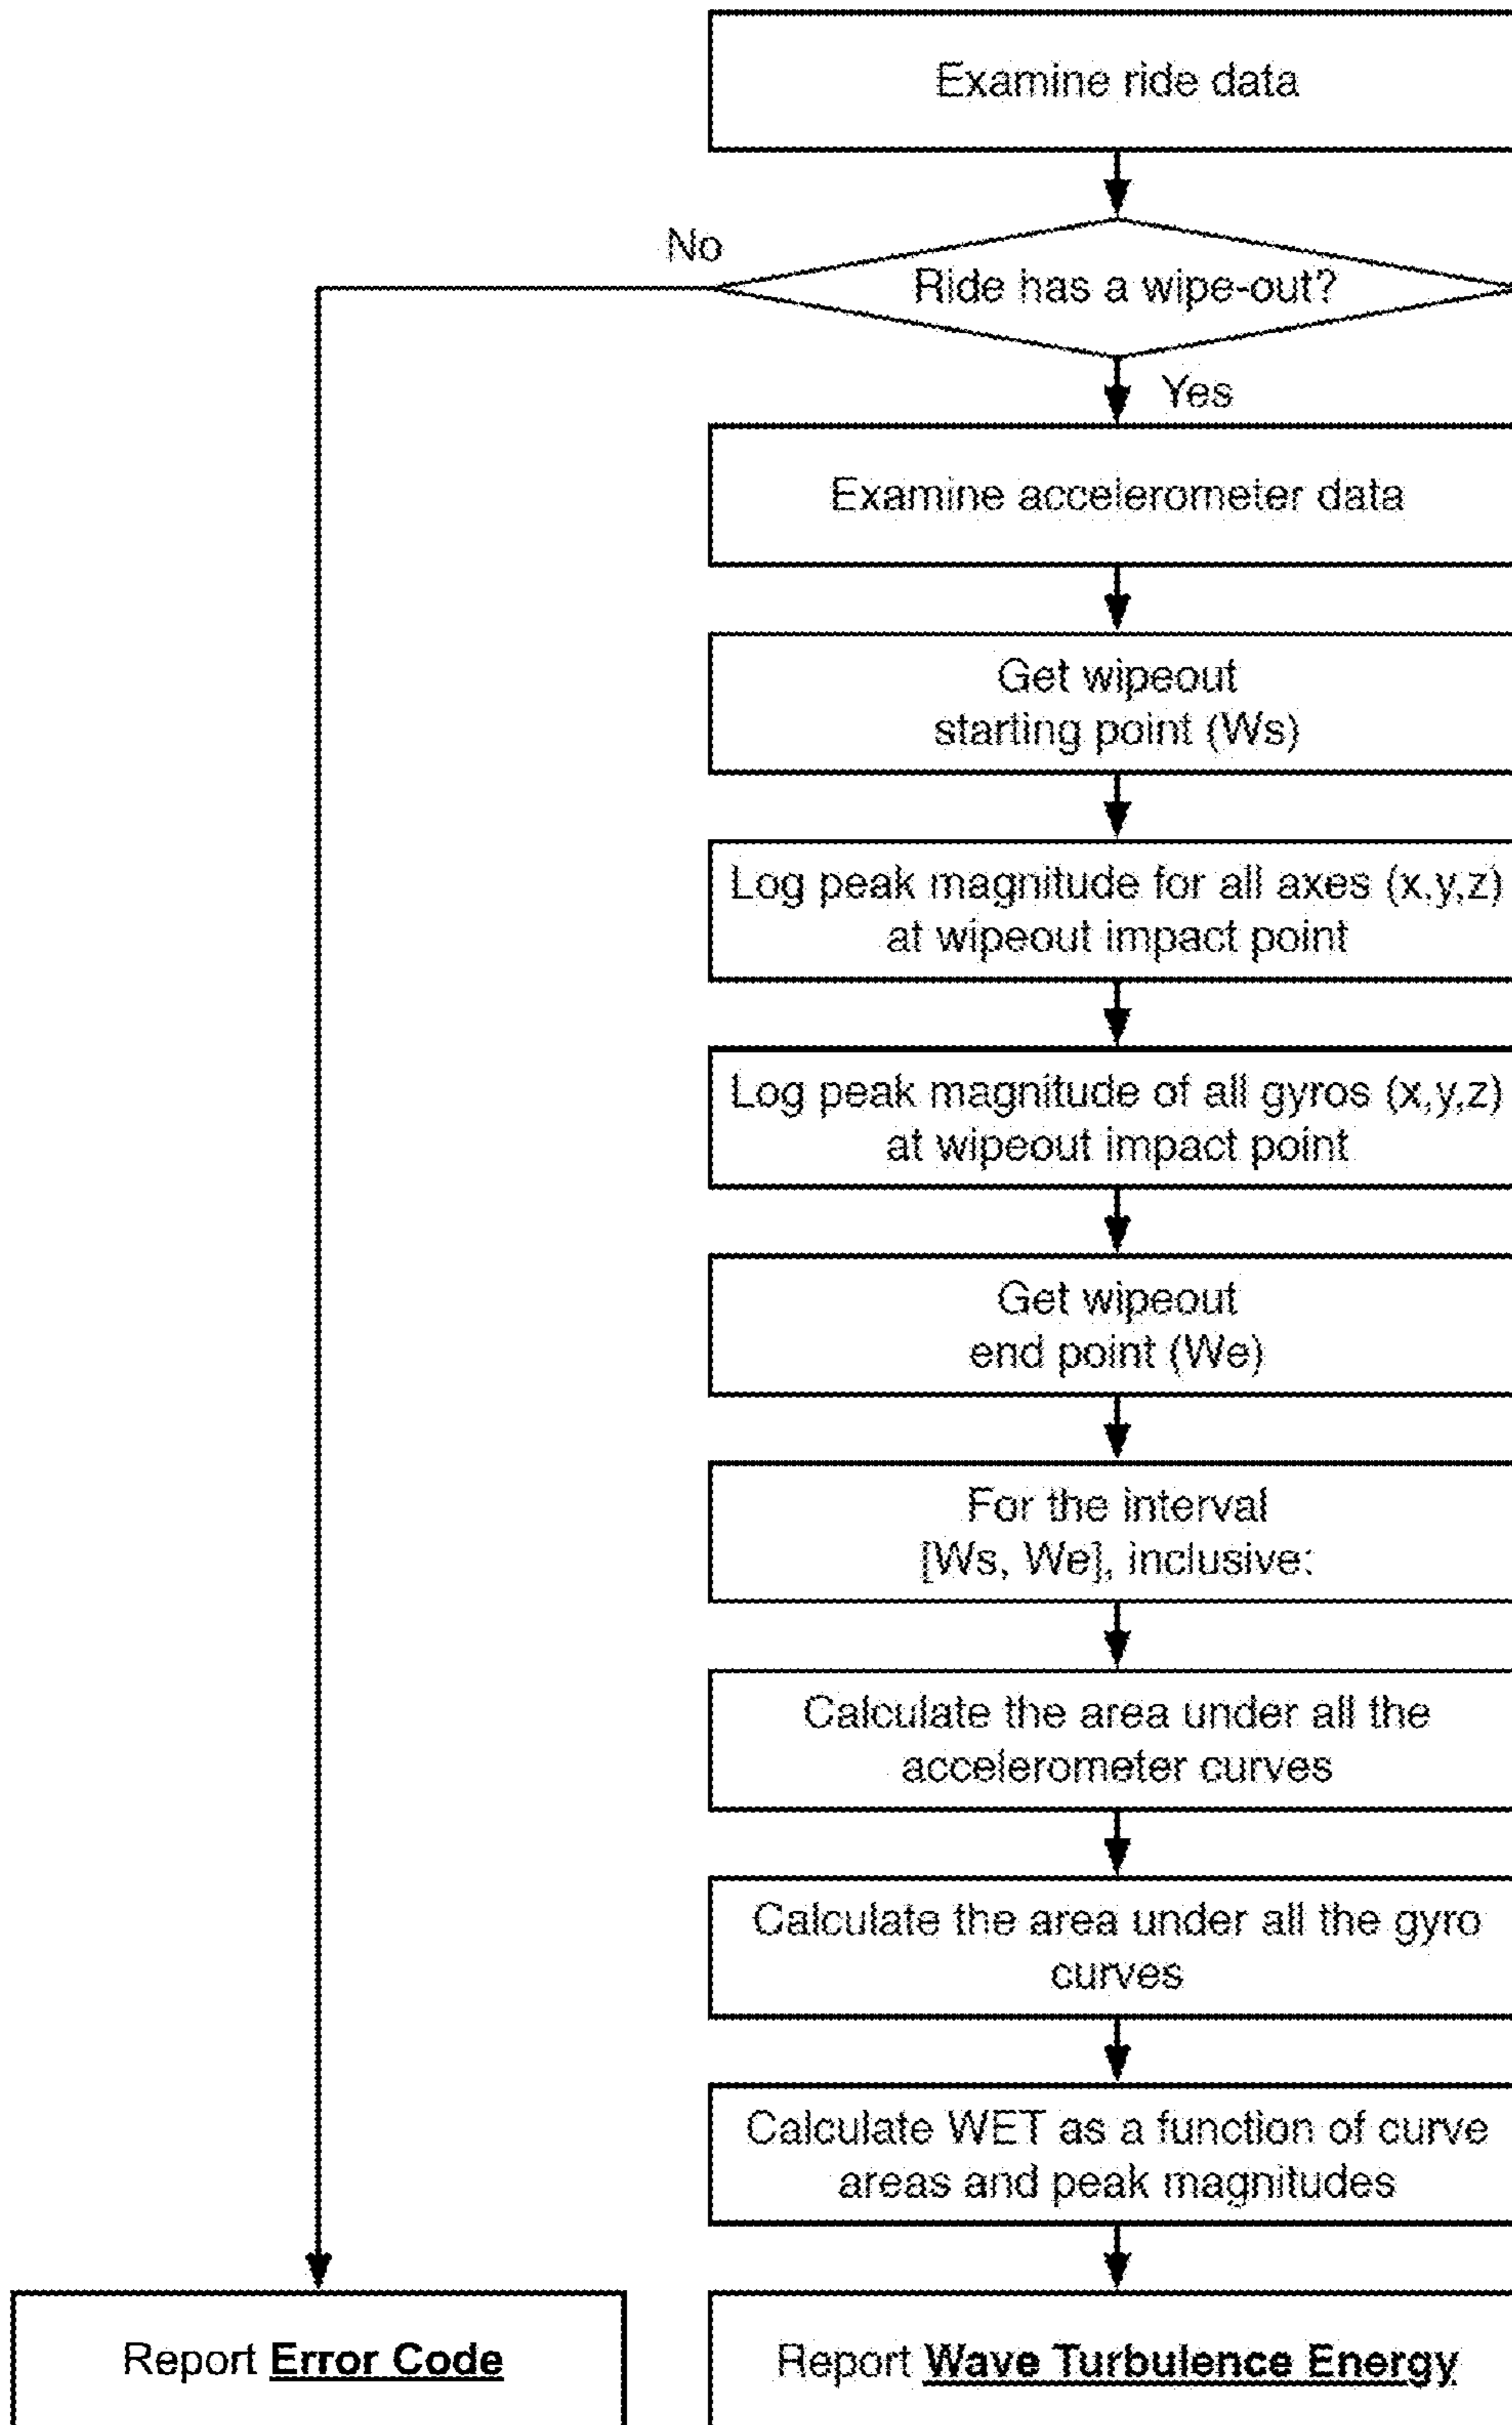 Examine ride data
No
Ride has a wipe-out?
Yes
Examine accelerometer data
Get wipeout
starting point (Ws)
Log peak magnitude for all axes (x,y,z)
at wipeout impact point
Log peak magnitude of all gyros (x,y,z)
at wipeout impact point
Get wipeout
end point (We)
For the interval
[Ws, We], inclusive:
Calculate the area under all the
accelerometer curves
Calculate the area under all the gyro
curves
Calculate WET as a function of curve
areas and peak magnitudes
Report Error Code
Report Wave Turbulence Energy